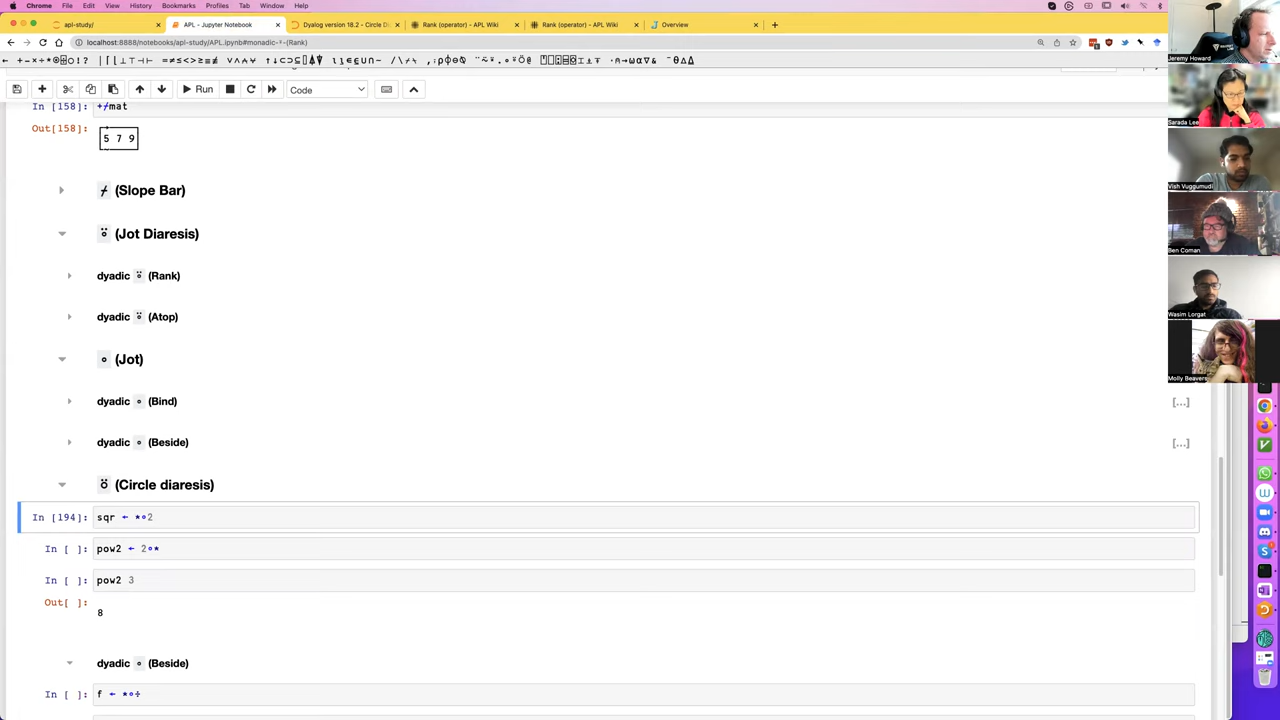 Chrome File Edit View History Bookmarks Profiles Tab Window Help
apl-study/ APL - Jupyter Notebook Dyalog version 18.2 - Circle D Rank (operator) - APL Wiki Rank (operator) - APL Wiki Overview
localhost:8888/notebooks/apl-study/APL.ipynb#monadic-⍤-(Rank)
Run Code
In [158]: +⌿mat
Out[158]: 5 7 9
⌿ (Slope Bar)
⍤ (Jot Diaresis)
dyadic ⍤ (Rank)
dyadic ⍤ (Atop)
∘ (Jot)
dyadic ∘ (Bind)
[...]
dyadic ∘ (Beside)
[...]
⍥ (Circle diaresis)
In [194]: sqr ← *∘2
In [ ]: pow2 ← 2∘*
In [ ]: pow2 3
Out[ ]:
8
dyadic ∘ (Beside)
In [ ]: f ← *∘÷
Jeremy Howard
Sarada Lee
Vish Vuggumudi
Ben Coman
Wasim Lorgat
Molly Beavers